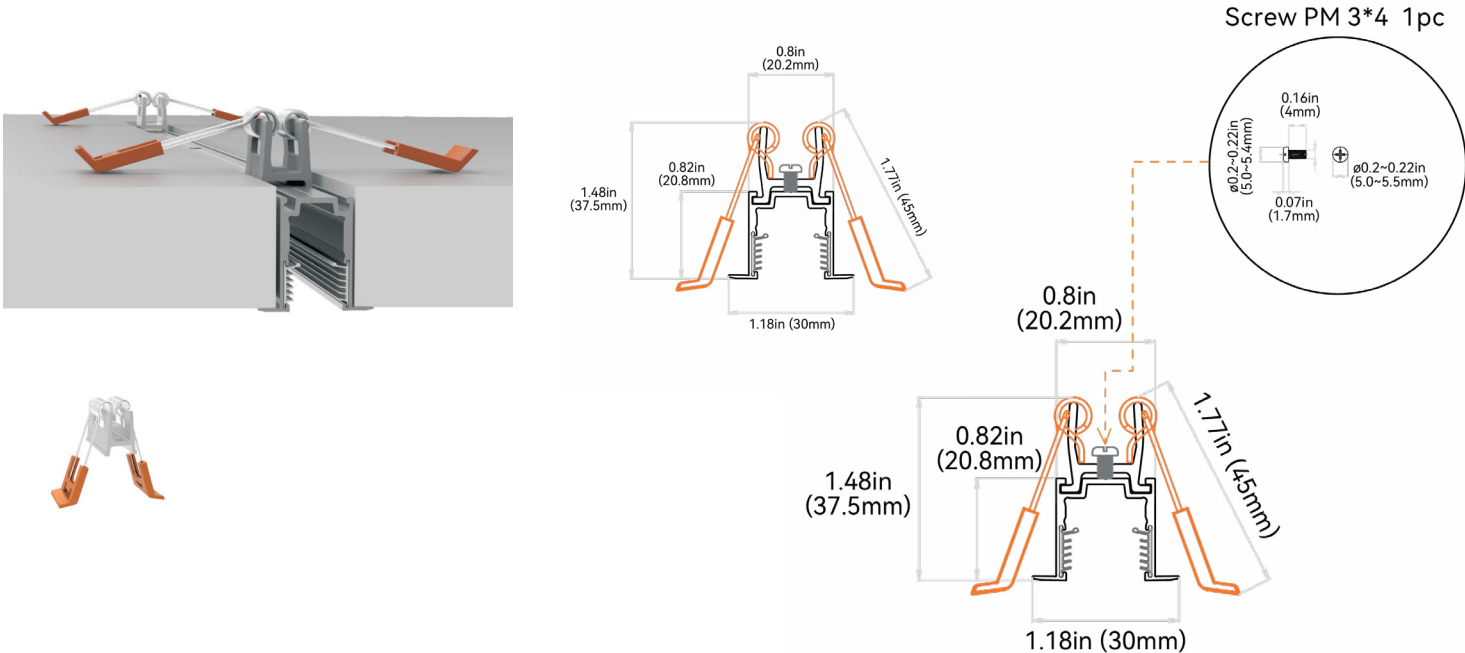 Screw PM 3*4 1pc
0.16in
(4mm)
ø0.2~0.22in
(5.0~5.4mm)
ø0.2~0.22in
(5.0~5.5mm)
0.07in
(1.7mm)
0.8in
(20.2mm)
1.48in
(37.5mm)
0.82in
(20.8mm)
1.77in (45mm)
1.18in (30mm)
0.8in
(20.2mm)
1.48in
(37.5mm)
0.82in
(20.8mm)
1.77in (45mm)
1.18in (30mm)